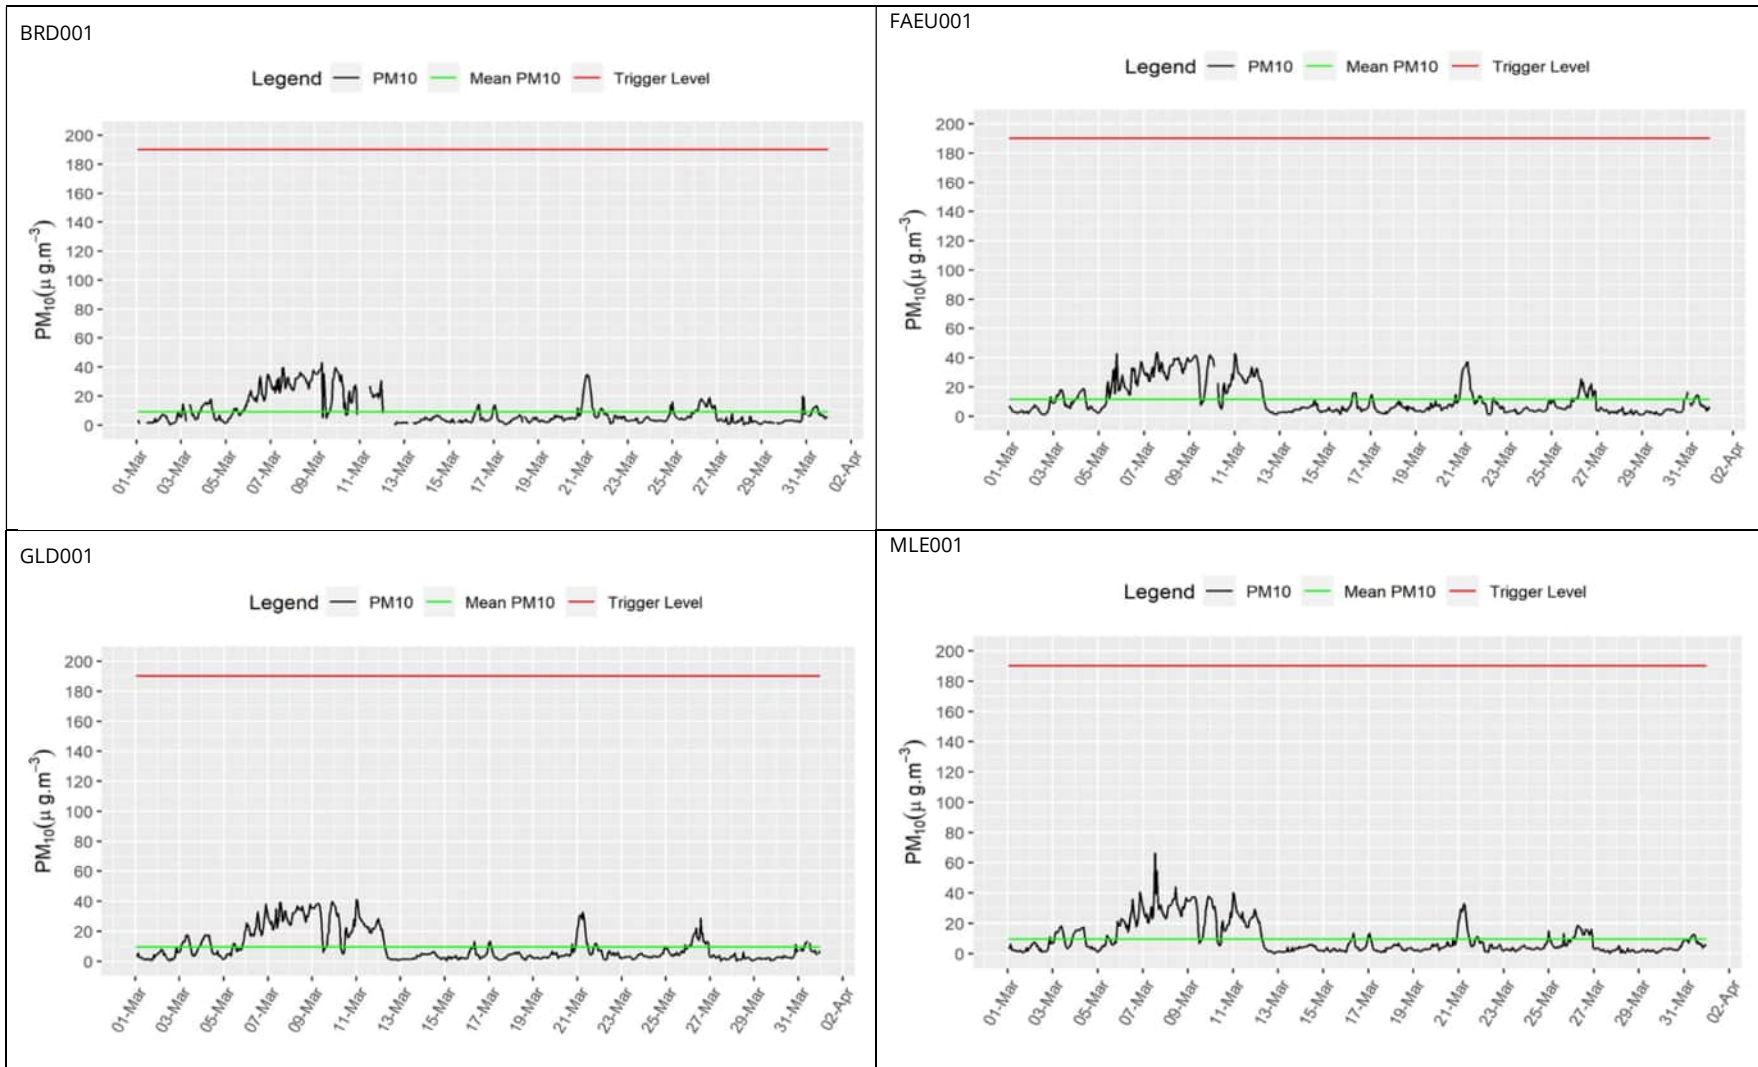 BRD001
Legend PM10 Mean PM10 Trigger Level
200
180
160
140
120
100
80
60
40
20
0
PM₁₀(μ g.m⁻³)
01-Mar 03-Mar 05-Mar 07-Mar 09-Mar 11-Mar 13-Mar 15-Mar 17-Mar 19-Mar 21-Mar 23-Mar 25-Mar 27-Mar 29-Mar 31-Mar 02-Apr
FAEU001
Legend PM10 Mean PM10 Trigger Level
200
180
160
140
120
100
80
60
40
20
0
PM₁₀(μ g.m⁻³)
01-Mar 03-Mar 05-Mar 07-Mar 09-Mar 11-Mar 13-Mar 15-Mar 17-Mar 19-Mar 21-Mar 23-Mar 25-Mar 27-Mar 29-Mar 31-Mar 02-Apr
GLD001
Legend PM10 Mean PM10 Trigger Level
200
180
160
140
120
100
80
60
40
20
0
PM₁₀(μ g.m⁻³)
01-Mar 03-Mar 05-Mar 07-Mar 09-Mar 11-Mar 13-Mar 15-Mar 17-Mar 19-Mar 21-Mar 23-Mar 25-Mar 27-Mar 29-Mar 31-Mar 02-Apr
MLE001
Legend PM10 Mean PM10 Trigger Level
200
180
160
140
120
100
80
60
40
20
0
PM₁₀(μ g.m⁻³)
01-Mar 03-Mar 05-Mar 07-Mar 09-Mar 11-Mar 13-Mar 15-Mar 17-Mar 19-Mar 21-Mar 23-Mar 25-Mar 27-Mar 29-Mar 31-Mar 02-Apr